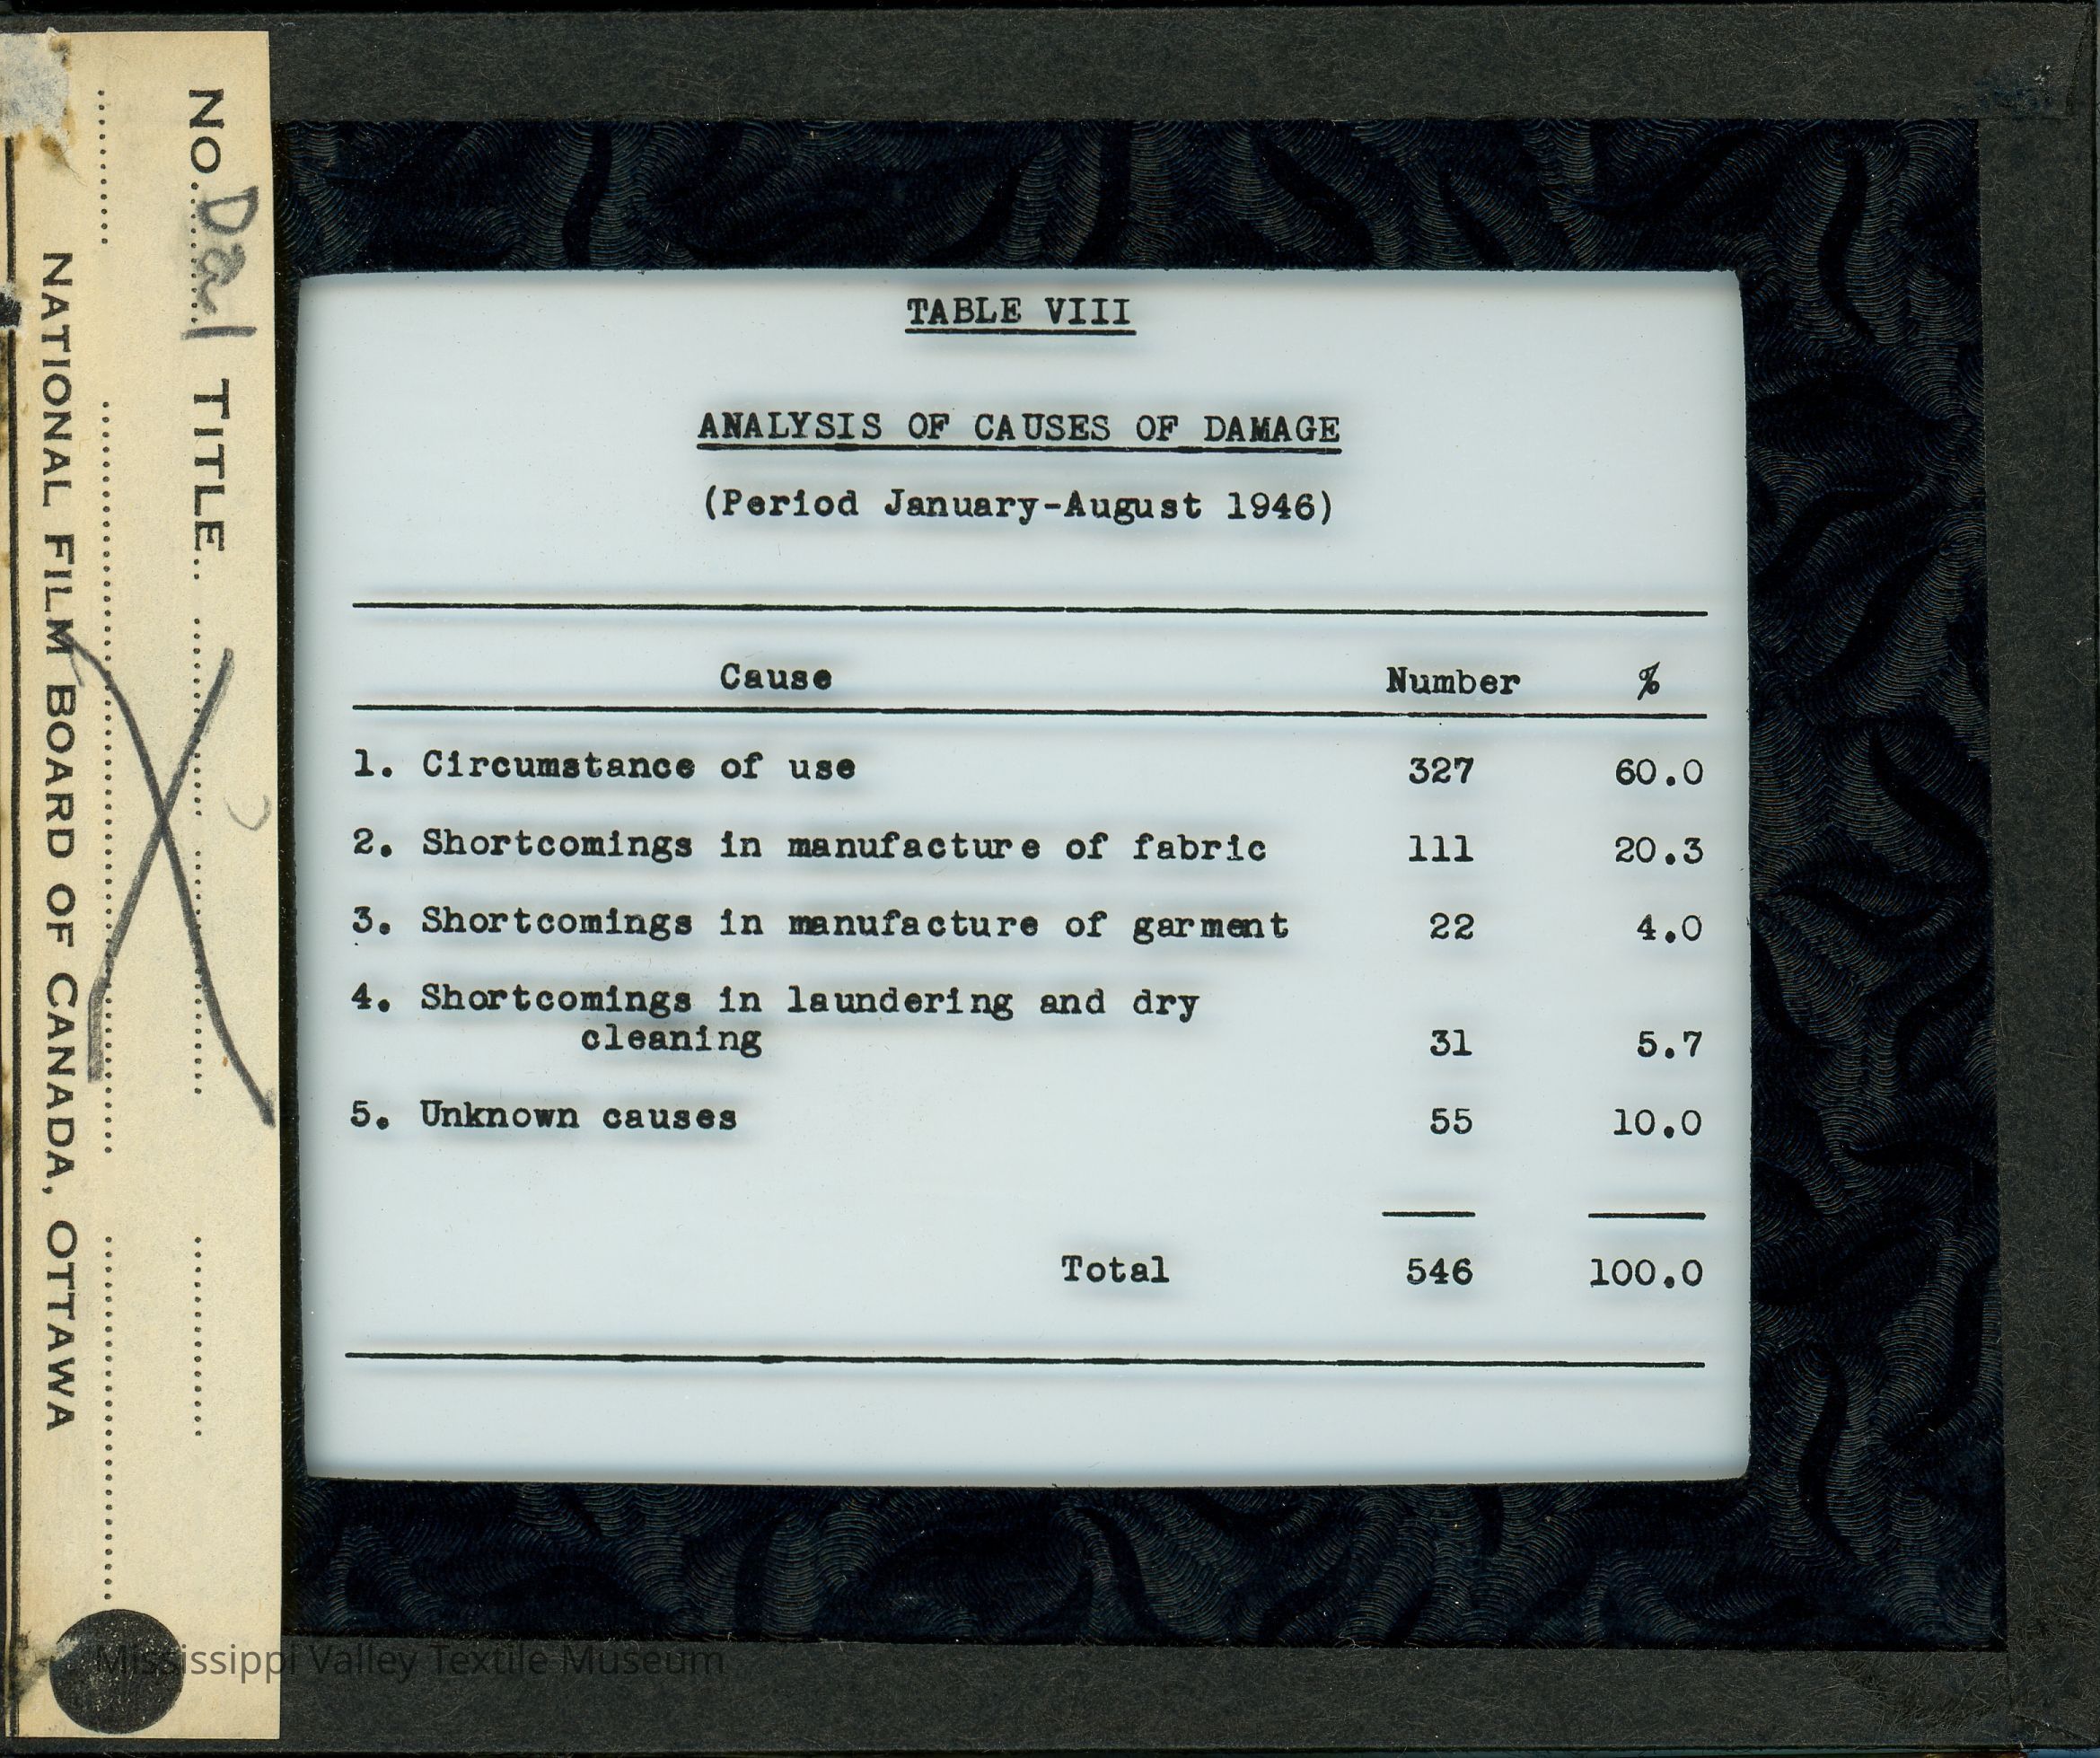 NO. Da1 TITLE
NATIONAL FILM BOARD OF CANADA, OTTAWA
TABLE VIII
ANALYSIS OF CAUSES OF DAMAGE
(Period January-August 1946)
Cause Number %
1. Circumstance of use 327 60.0
2. Shortcomings in manufacture of fabric 111 20.3
3. Shortcomings in manufacture of garment 22 4.0
4. Shortcomings in laundering and dry
cleaning 31 5.7
5. Unknown causes 55 10.0
Total 546 100.0
Mississippi Valley Textile Museum